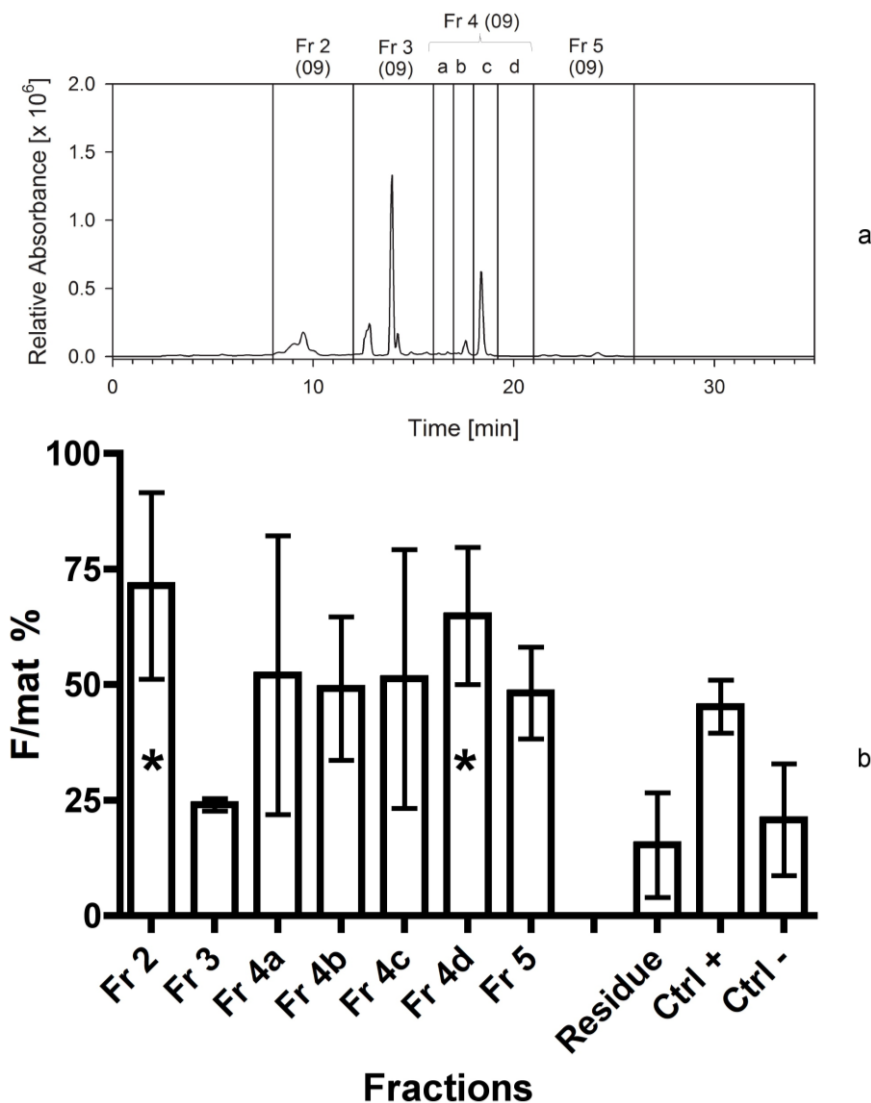 Fr 4 (09)
Fr 2 (09)
Fr 3 (09)
a b c d
Fr 5 (09)
Relative Absorbance [x 10⁶]
2.0
1.5
1.0
0.5
0.0
0 10 20 30
Time [min]
a
F/mat %
100
75
50
25
0
* *
b
Fr 2 Fr 3 Fr 4a Fr 4b Fr 4c Fr 4d Fr 5 Residue Ctrl + Ctrl -
Fractions